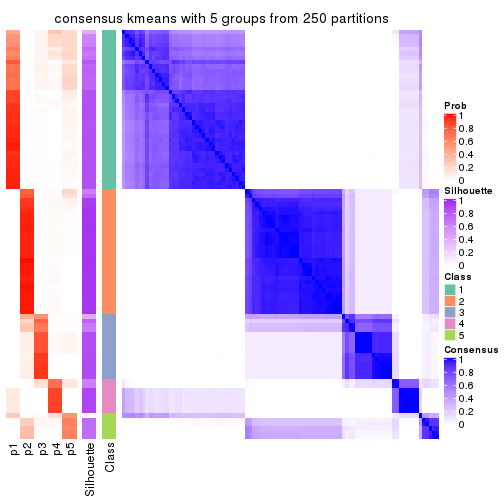 consensus kmeans with 5 groups from 250 partitions
Prob
1
0.8
0.6
0.4
0.2
0
Silhouette
1
0.8
0.6
0.4
0.2
0
Class
1
2
3
4
5
Consensus
1
0.8
0.6
0.4
0.2
0
p1
p2
p3
p4
p5
Silhouette
Class